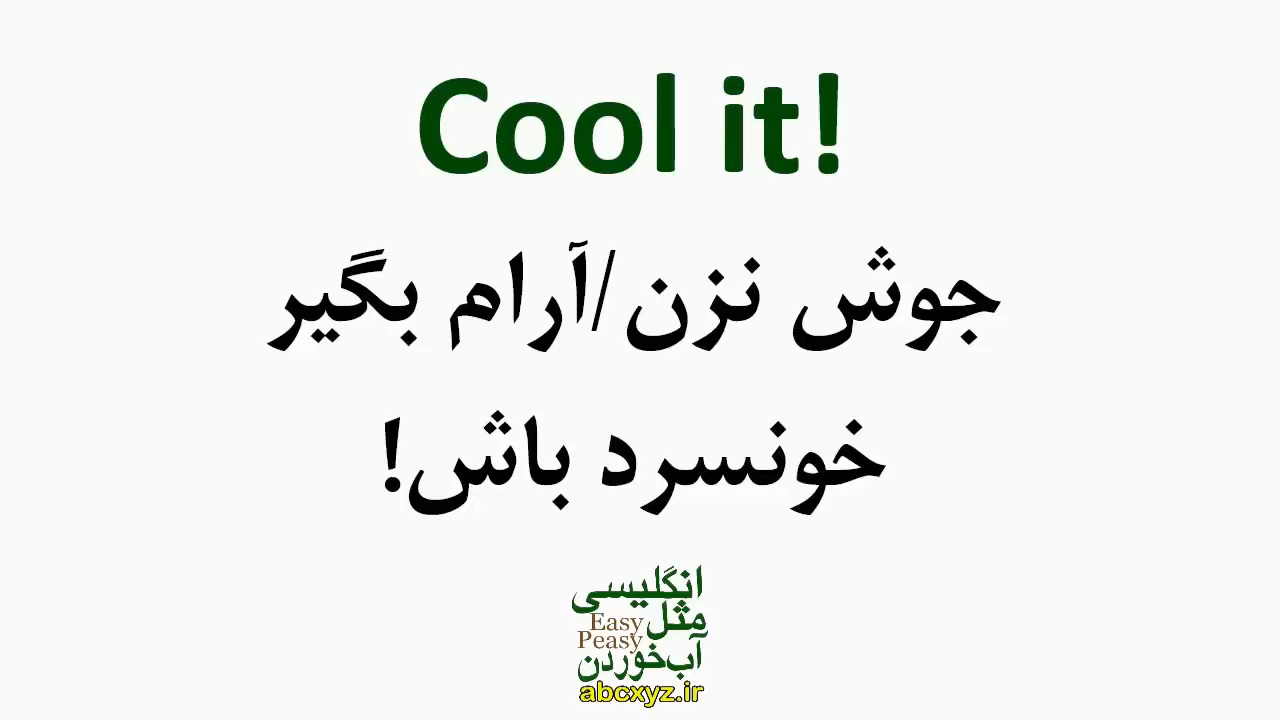 Cool it!
جوش نزن/آرام بگیر
خونسرد باش!
انگلیسی
مثل Easy
Peasy
آب‌خوردن
abcxyz.ir